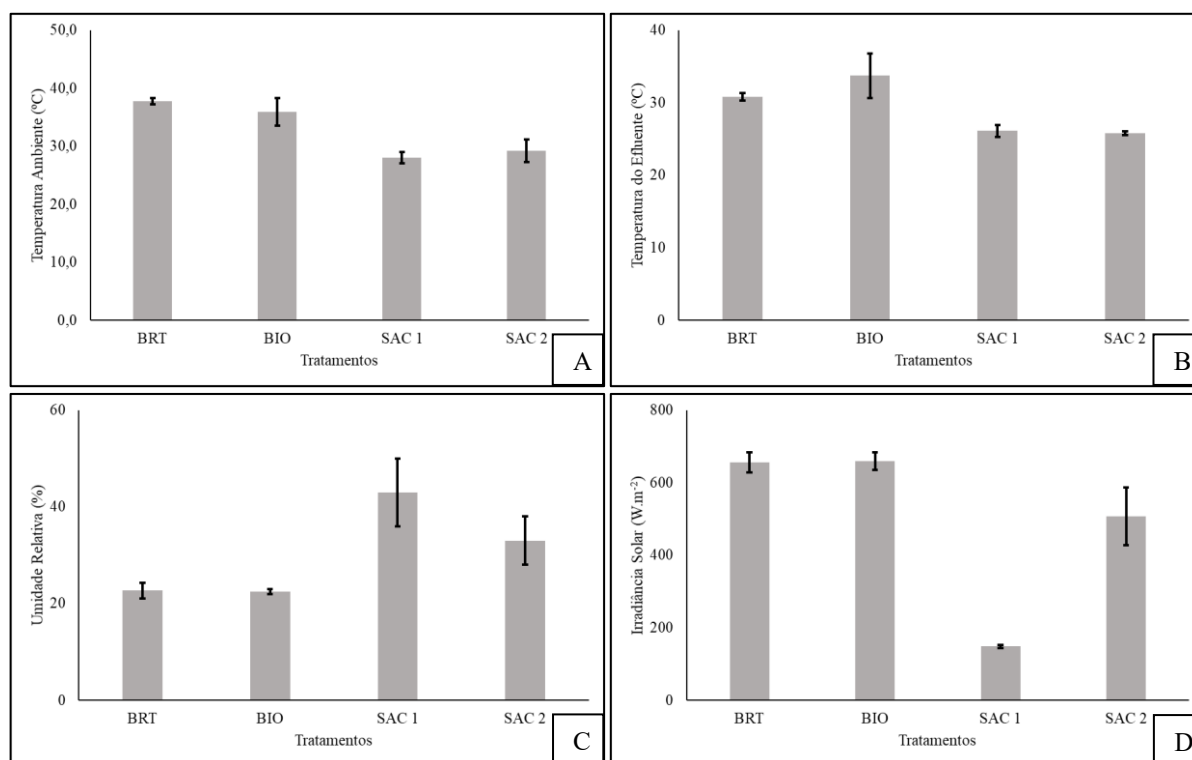 Temperatura Ambiente (ºC)
50,0
40,0
30,0
20,0
10,0
0,0
BRT
BIO
SAC 1
SAC 2
Tratamentos
A
Temperatura do Efluente (ºC)
40
30
20
10
0
BRT
BIO
SAC 1
SAC 2
Tratamentos
B
Umidade Relativa (%)
60
40
20
0
BRT
BIO
SAC 1
SAC 2
Tratamentos
C
Irradiância Solar (W.m-²)
800
600
400
200
0
BRT
BIO
SAC 1
SAC 2
Tratamentos
D